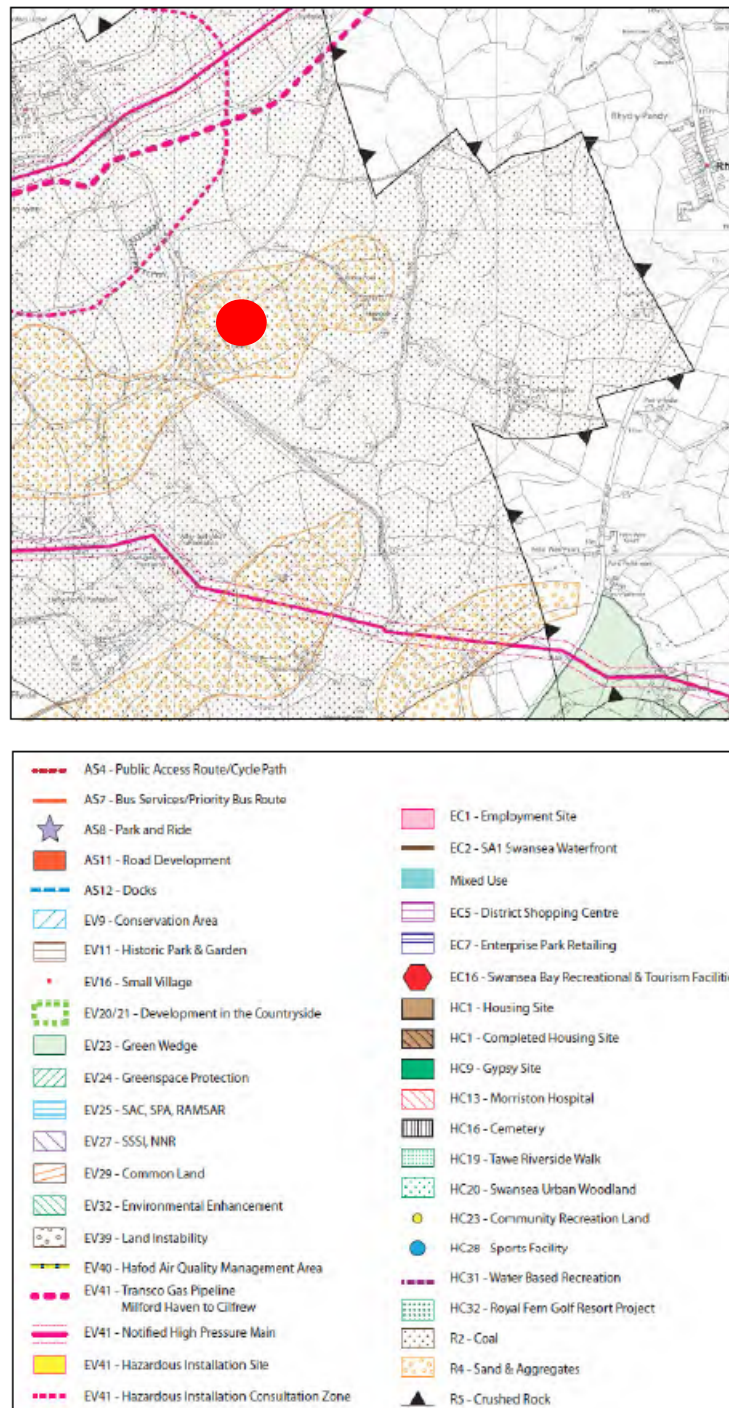 Rhyd-y-Pandy
Rh
AS4 - Public Access Route/Cycle Path
AS7 - Bus Services/Priority Bus Route
AS8 - Park and Ride
AS11 - Road Development
AS12 - Docks
EV9 - Conservation Area
EV11 - Historic Park & Garden
EV16 - Small Village
EV20/21 - Development in the Countryside
EV23 - Green Wedge
EV24 - Greenspace Protection
EV25 - SAC, SPA, RAMSAR
EV27 - SSSI, NNR
EV29 - Common Land
EV32 - Environmental Enhancement
EV39 - Land Instability
EV40 - Hafod Air Quality Management Area
EV41 - Transco Gas Pipeline
Milford Haven to Cilfrew
EV41 - Notified High Pressure Main
EV41 - Hazardous Installation Site
EV41 - Hazardous Installation Consultation Zone
EC1 - Employment Site
EC2 - SA1 Swansea Waterfront
Mixed Use
EC5 - District Shopping Centre
EC7 - Enterprise Park Retailing
EC16 - Swansea Bay Recreational & Tourism Faciliti
HC1 - Housing Site
HC1 - Completed Housing Site
HC9 - Gypsy Site
HC13 - Morriston Hospital
HC16 - Cemetery
HC19 - Tawe Riverside Walk
HC20 - Swansea Urban Woodland
HC23 - Community Recreation Land
HC28 - Sports Facility
HC31 - Water Based Recreation
HC32 - Royal Fern Golf Resort Project
R2 - Coal
R4 - Sand & Aggregates
R5 - Crushed Rock